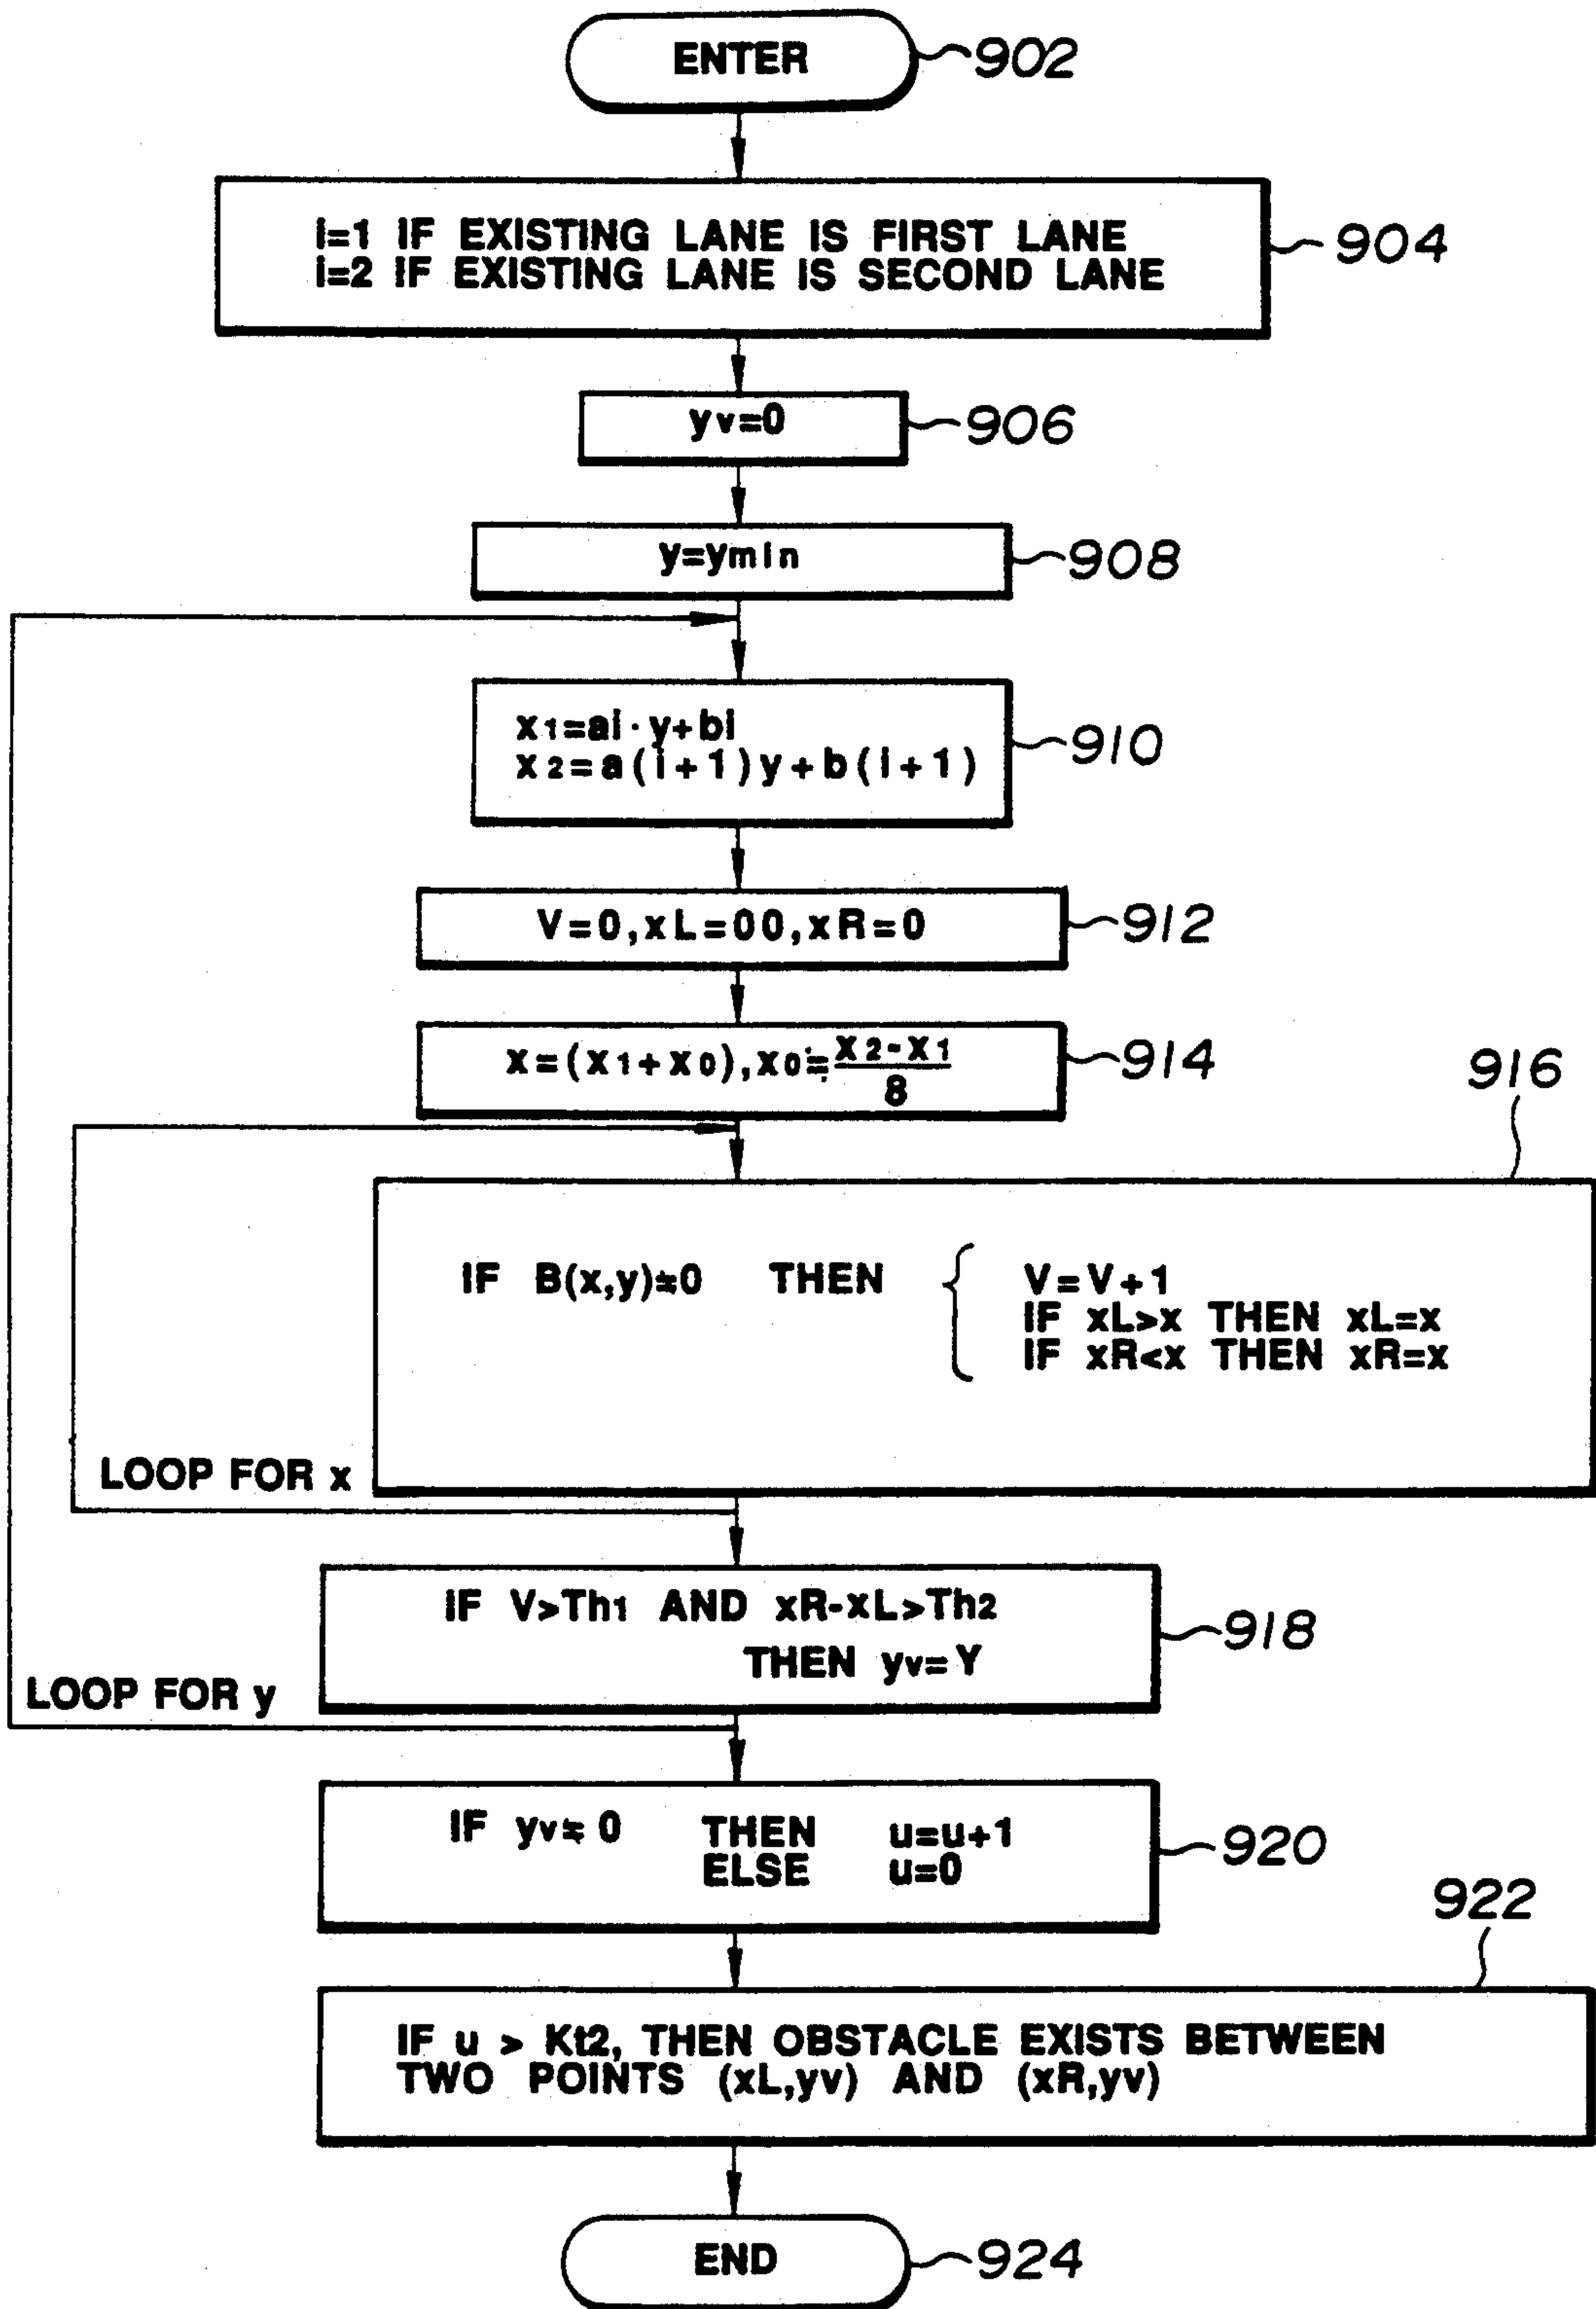 ENTER 902
i=1 IF EXISTING LANE IS FIRST LANE
i=2 IF EXISTING LANE IS SECOND LANE
904
yv=0 906
y=ymin 908
x1=ai·y+bi
x2=a(i+1)y+b(i+1)
910
V=0,xL=00,xR=0 912
x=(x1+x0),x0=x2-x1/8 914
916
IF B(x,y)≒0 THEN { V=V+1
IF xL>x THEN xL=x
IF xR<x THEN xR=x
LOOP FOR x
IF V>Th1 AND xR-xL>Th2
THEN yv=Y
918
LOOP FOR y
IF yv≒0 THEN u=u+1
ELSE u=0
920
922
IF u > Kt2, THEN OBSTACLE EXISTS BETWEEN
TWO POINTS (xL,yv) AND (xR,yv)
END 924